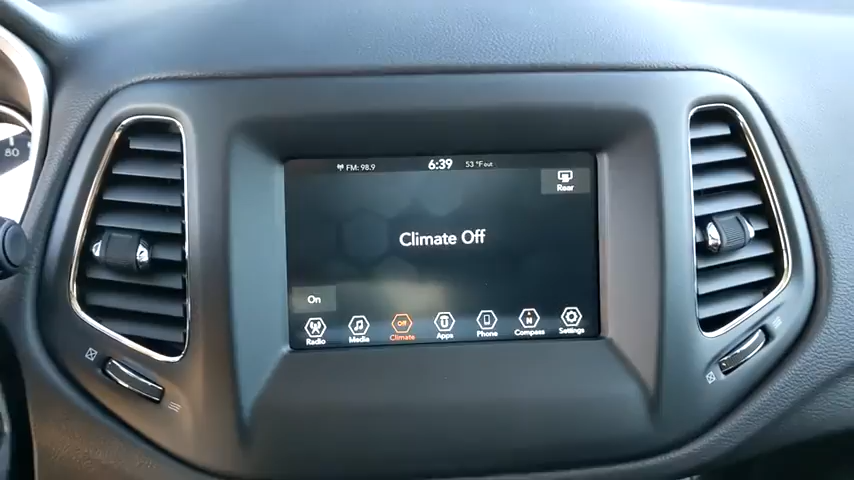 FM: 98.9 6:39 53 °F out
Rear
Climate Off
On
Off N
Radio Media Climate Apps Phone Compass Settings
80